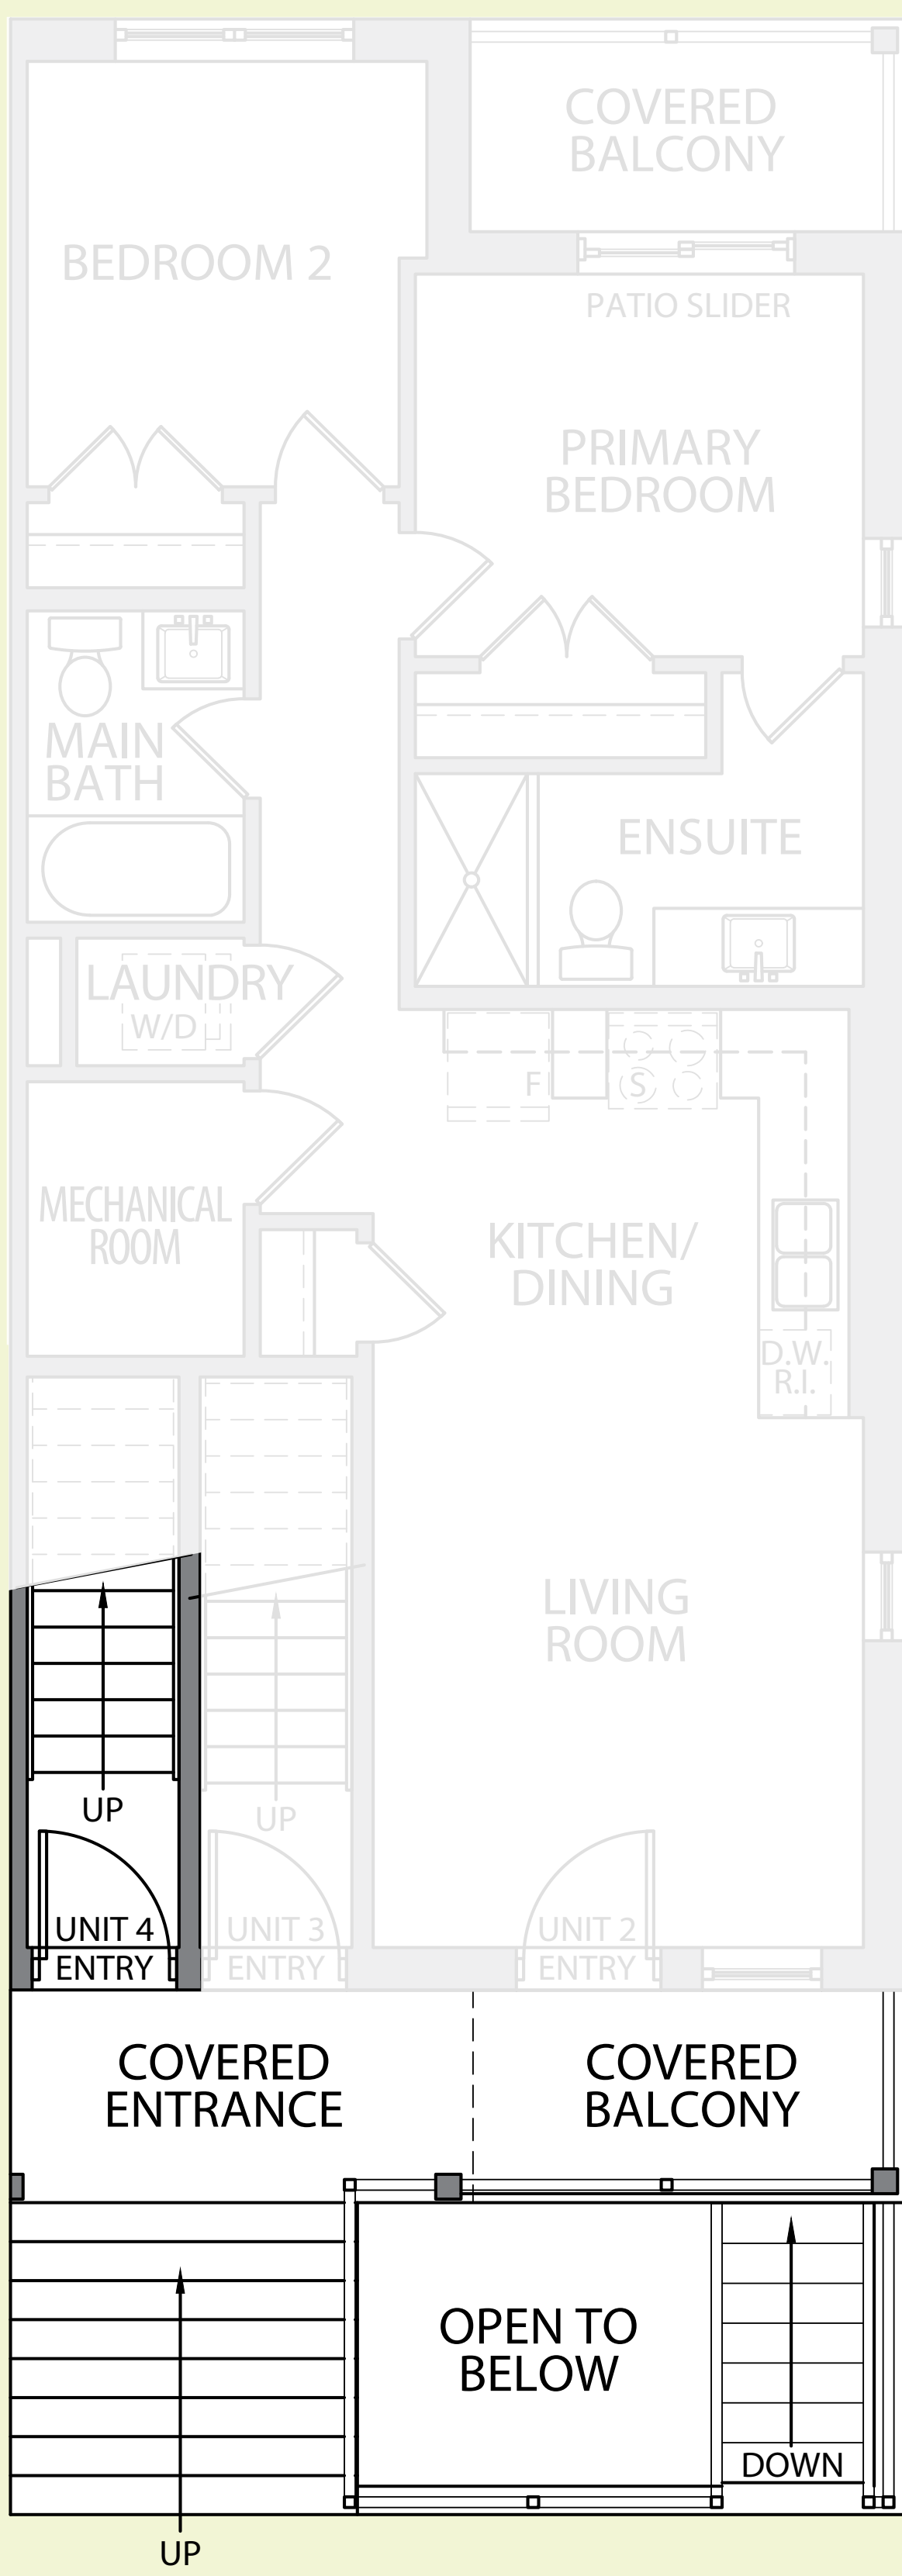 COVERED
BALCONY
BEDROOM 2
PATIO SLIDER
PRIMARY
BEDROOM
MAIN
BATH
ENSUITE
LAUNDRY
W/D
F
S
MECHANICAL
ROOM
KITCHEN/
DINING
D.W.
R.I.
LIVING
ROOM
UP
UP
UNIT 4
ENTRY
UNIT 3
ENTRY
UNIT 2
ENTRY
COVERED
ENTRANCE
COVERED
BALCONY
OPEN TO
BELOW
DOWN
UP